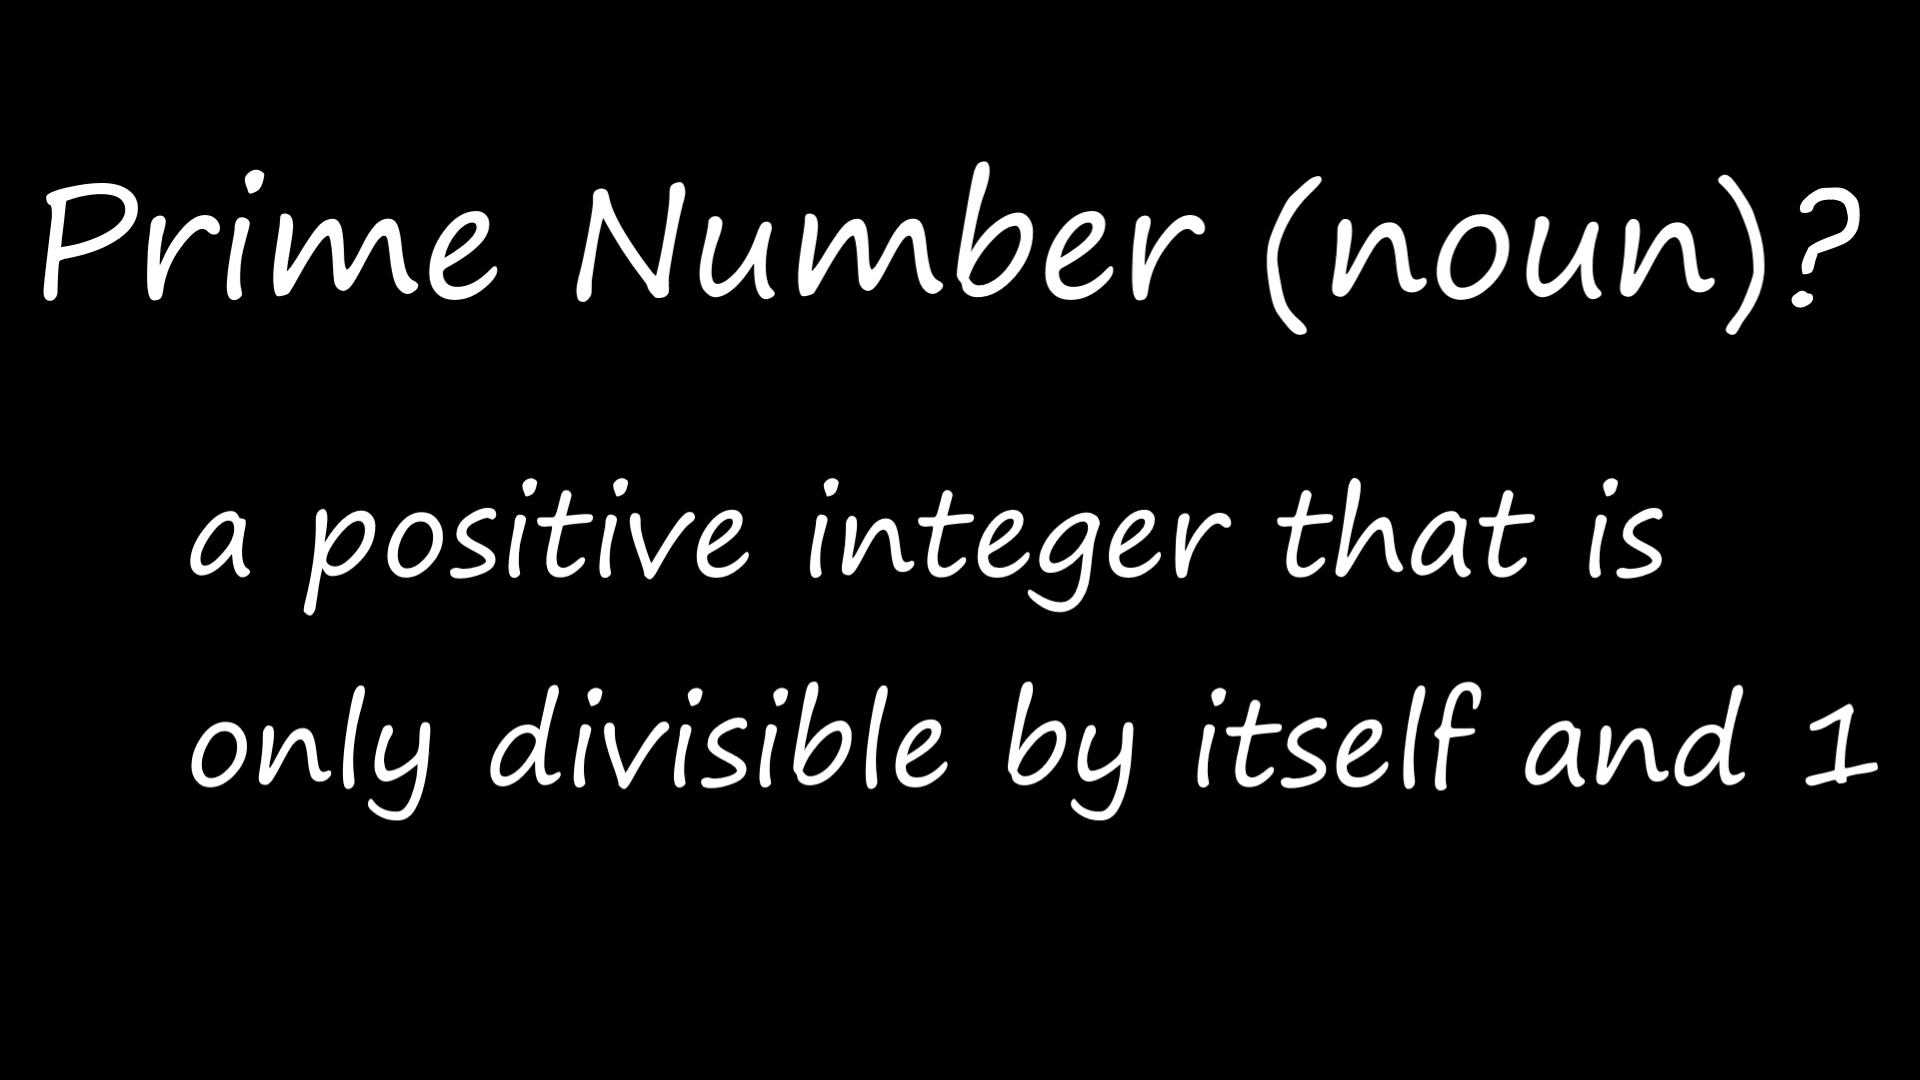 Prime Number (noun)?
a positive integer that is
only divisible by itself and 1